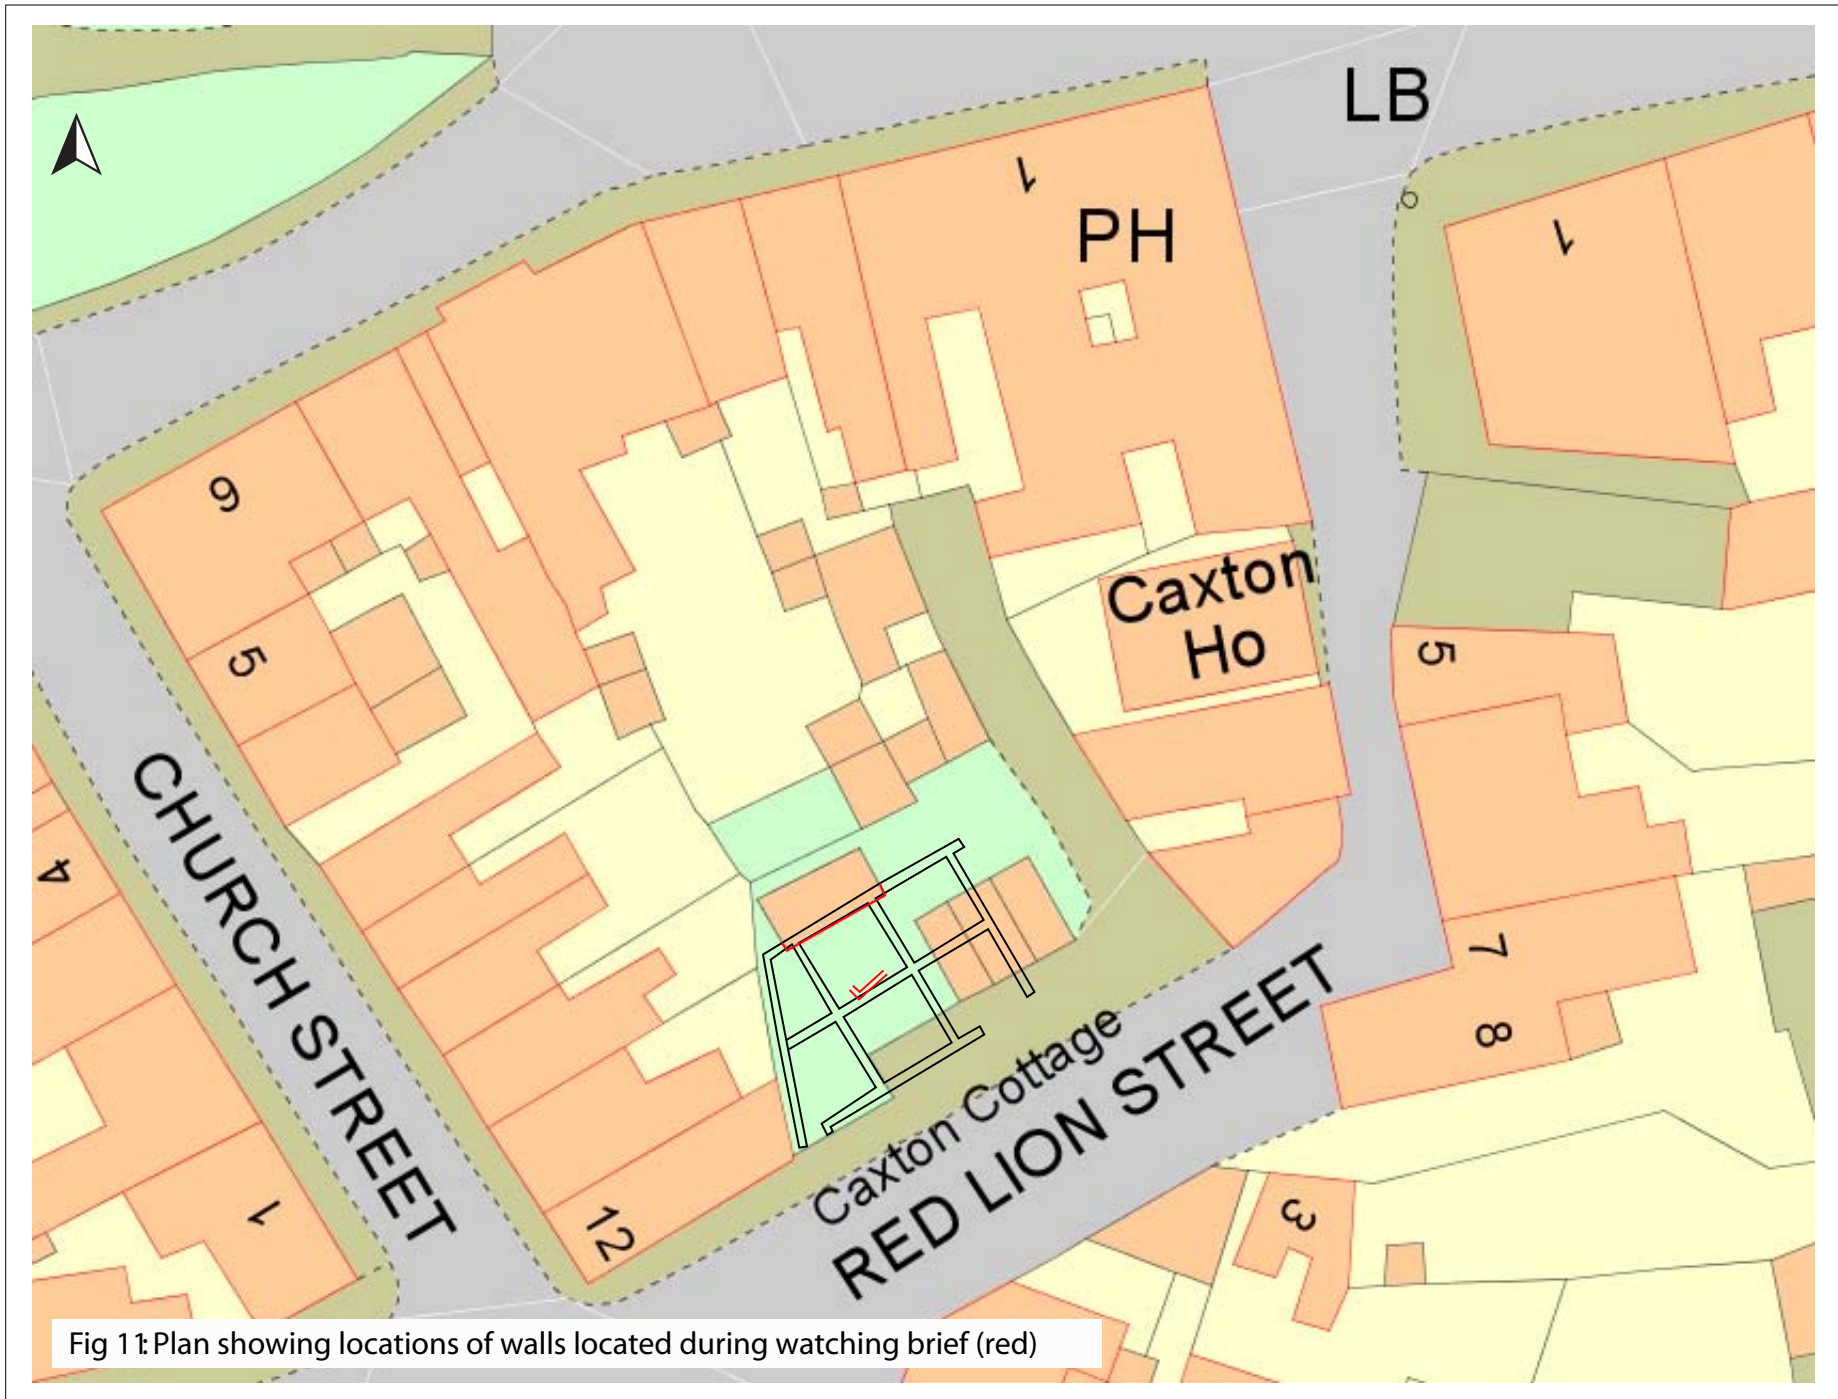 LB
1
PH
1
9
Caxton
Ho
5
5
CHURCH STREET
4
7
8
Caxton Cottage
RED LION STREET
1
12
3
Fig 11: Plan showing locations of walls located during watching brief (red)